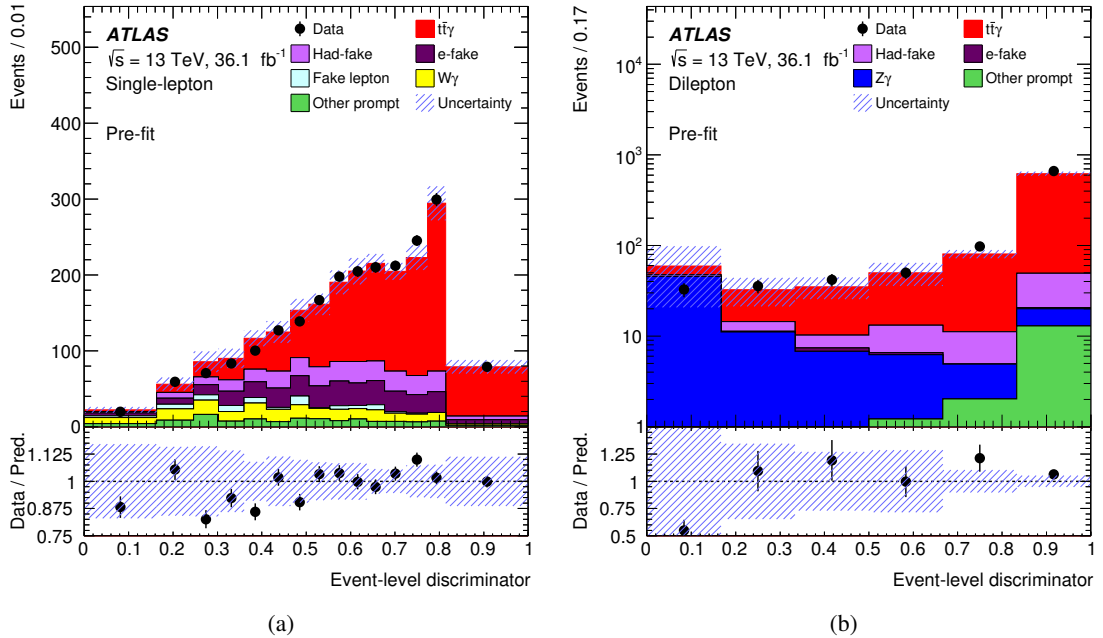 Events / 0.01
ATLAS
√s = 13 TeV, 36.1 fb⁻¹
Single-lepton
Pre-fit
Data
tt̄γ
Had-fake
e-fake
Fake lepton
Wγ
Other prompt
Uncertainty
500
400
300
200
100
0
Data / Pred.
1.125
1
0.875
0.75
0 0.1 0.2 0.3 0.4 0.5 0.6 0.7 0.8 0.9 1
Event-level discriminator
(a)
Events / 0.17
ATLAS
√s = 13 TeV, 36.1 fb⁻¹
Dilepton
Pre-fit
Data
tt̄γ
Had-fake
e-fake
Zγ
Other prompt
Uncertainty
10⁴
10³
10²
10
1
Data / Pred.
1.25
1
0.75
0.5
0 0.1 0.2 0.3 0.4 0.5 0.6 0.7 0.8 0.9 1
Event-level discriminator
(b)